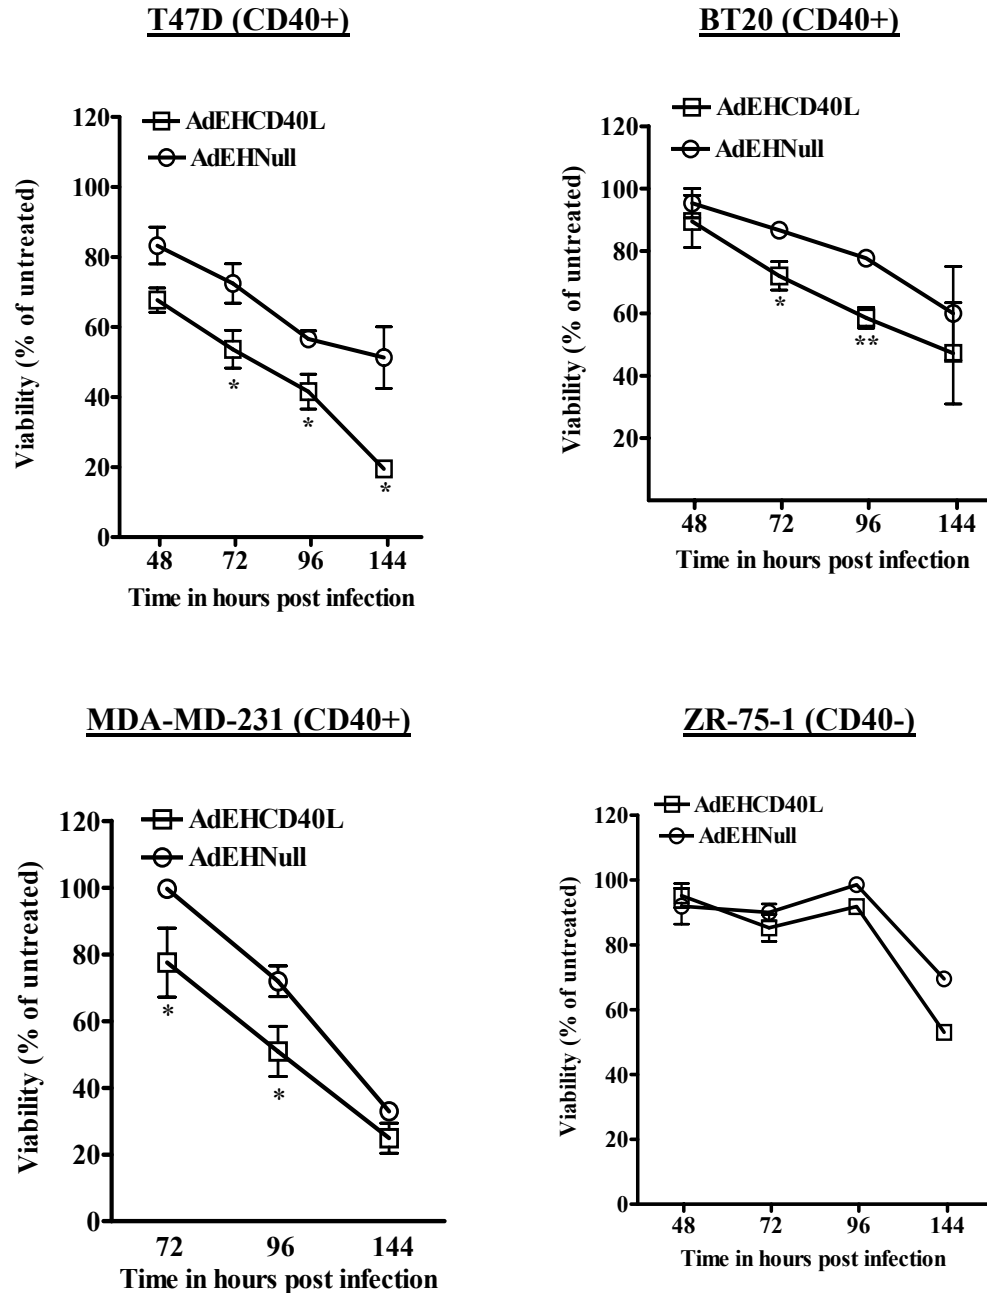 T47D (CD40+)
AdEHCD40L
AdEHNull
120
100
80
60
40
20
0
Viability (% of untreated)
*
*
*
48 72 96 144
Time in hours post infection
BT20 (CD40+)
AdEHCD40L
AdEHNull
120
100
80
60
40
20
Viability (% of untreated)
*
**
48 72 96 144
Time in hours post infection
MDA-MD-231 (CD40+)
AdEHCD40L
AdEHNull
120
100
80
60
40
20
0
Viability (% of untreated)
*
*
72 96 144
Time in hours post infection
ZR-75-1 (CD40-)
AdEHCD40L
AdEHNull
120
100
80
60
40
20
0
Viability (% of untreated)
48 72 96 144
Time in hours post infection